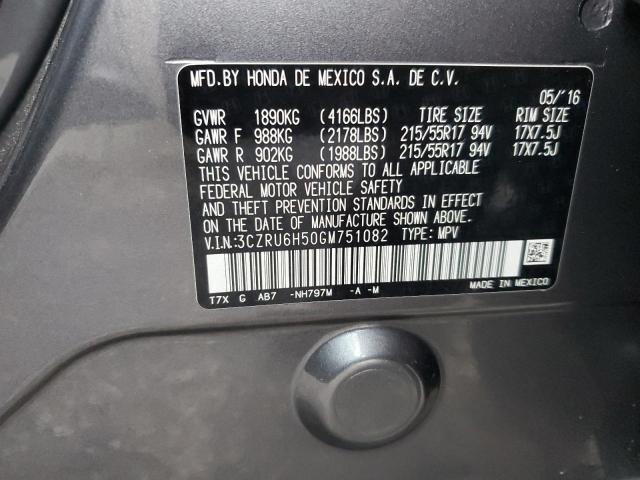 MFD.BY HONDA DE MEXICO S.A. DE C.V.
05/'16
GVWR 1890KG (4166LBS) TIRE SIZE RIM SIZE
GAWR F 988KG (2178LBS) 215/55R17 94V 17X7.5J
GAWR R 902KG (1988LBS) 215/55R17 94V 17X7.5J
THIS VEHICLE CONFORMS TO ALL APPLICABLE
FEDERAL MOTOR VEHICLE SAFETY
AND THEFT PREVENTION STANDARDS IN EFFECT
ON THE DATE OF MANUFACTURE SHOWN ABOVE.
V.I.N.:3CZRU6H50GM751082 TYPE: MPV
T7X G AB7 -NH797M -A -M
MADE IN MEXICO